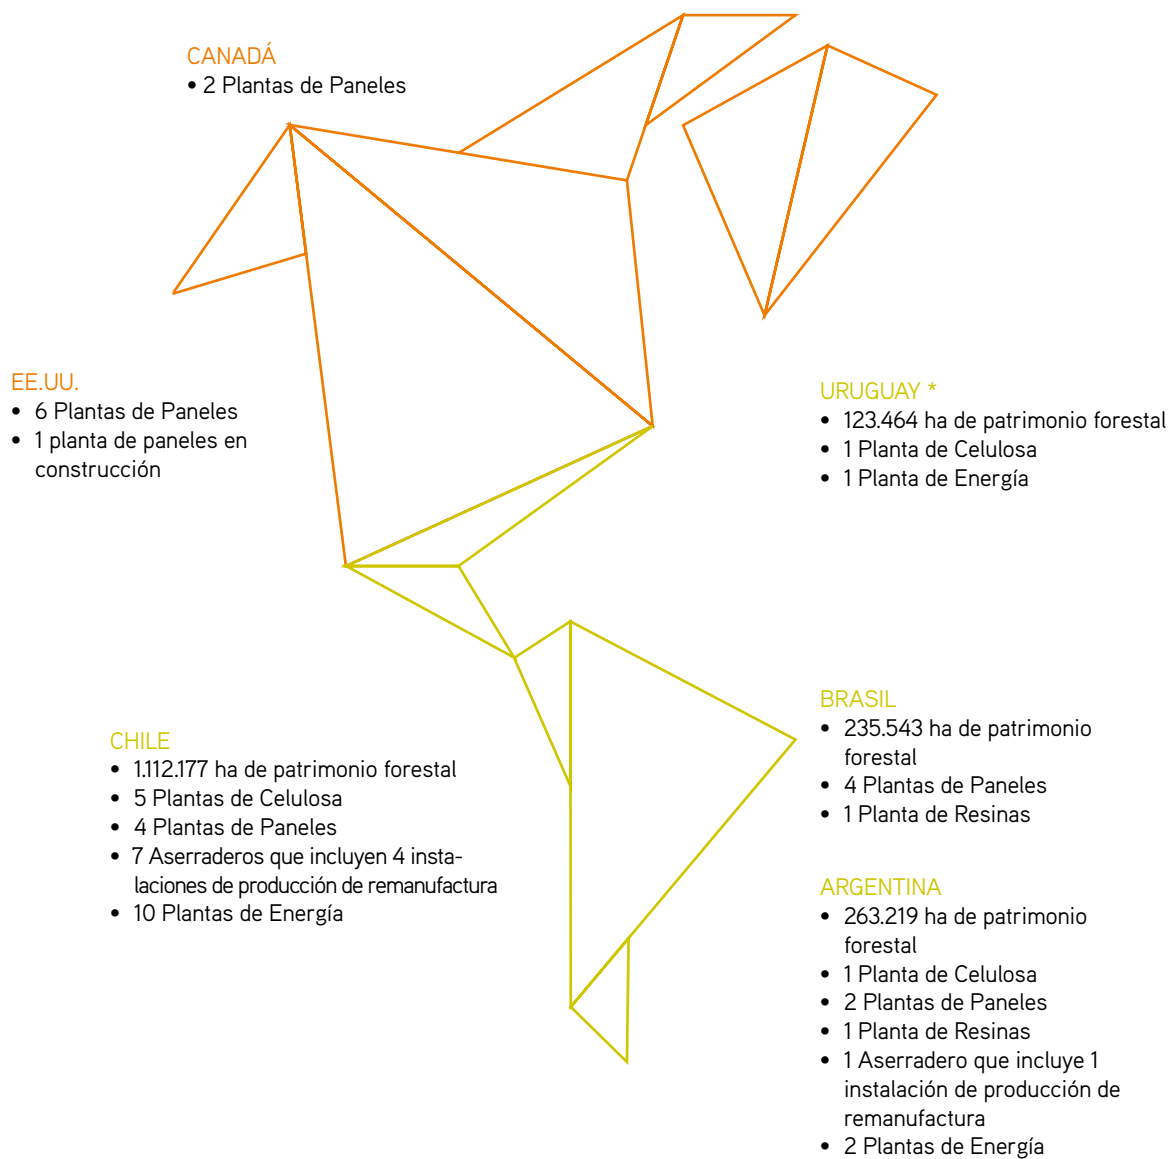 CANADÁ
• 2 Plantas de Paneles
EE.UU.
• 6 Plantas de Paneles
• 1 planta de paneles en
construcción
URUGUAY *
• 123.464 ha de patrimonio forestal
• 1 Planta de Celulosa
• 1 Planta de Energía
CHILE
• 1.112.177 ha de patrimonio forestal
• 5 Plantas de Celulosa
• 4 Plantas de Paneles
• 7 Aserraderos que incluyen 4 insta-
laciones de producción de remanufactura
• 10 Plantas de Energía
BRASIL
• 235.543 ha de patrimonio
forestal
• 4 Plantas de Paneles
• 1 Planta de Resinas
ARGENTINA
• 263.219 ha de patrimonio
forestal
• 1 Planta de Celulosa
• 2 Plantas de Paneles
• 1 Planta de Resinas
• 1 Aserradero que incluye 1
instalación de producción de
remanufactura
• 2 Plantas de Energía